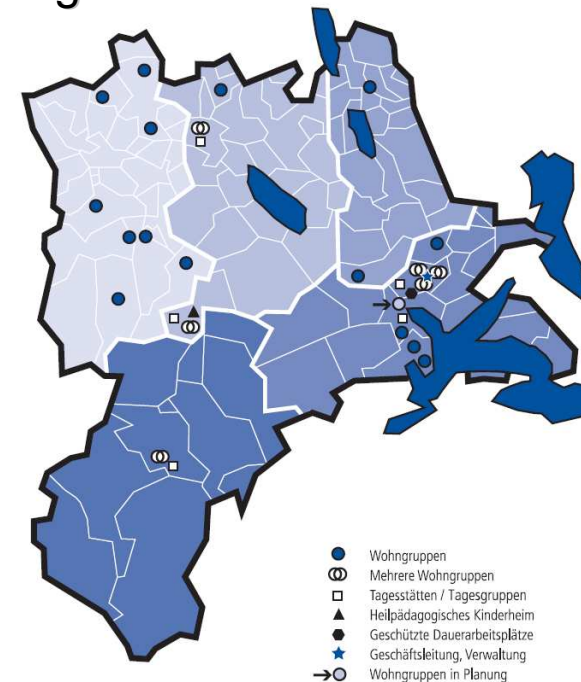 Wohngruppen
Mehrere Wohngruppen
Tagesstätten / Tagesgruppen
Heilpädagogisches Kinderheim
Geschützte Dauerarbeitsplätze
Geschäftsleitung, Verwaltung
Wohngruppen in Planung